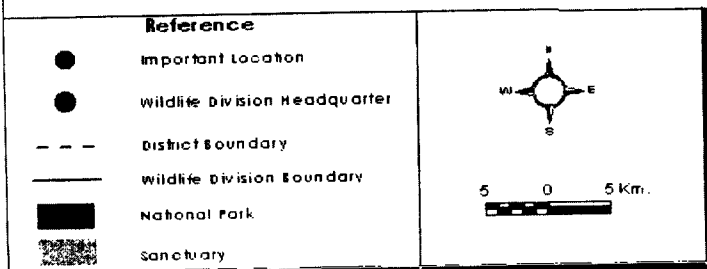 Reference
Important Location
Wildlife Division Headquarter
District Boundary
Wildlife Division Boundary
National Park
Sanctuary
N
W E
S
5 0 5 Km.